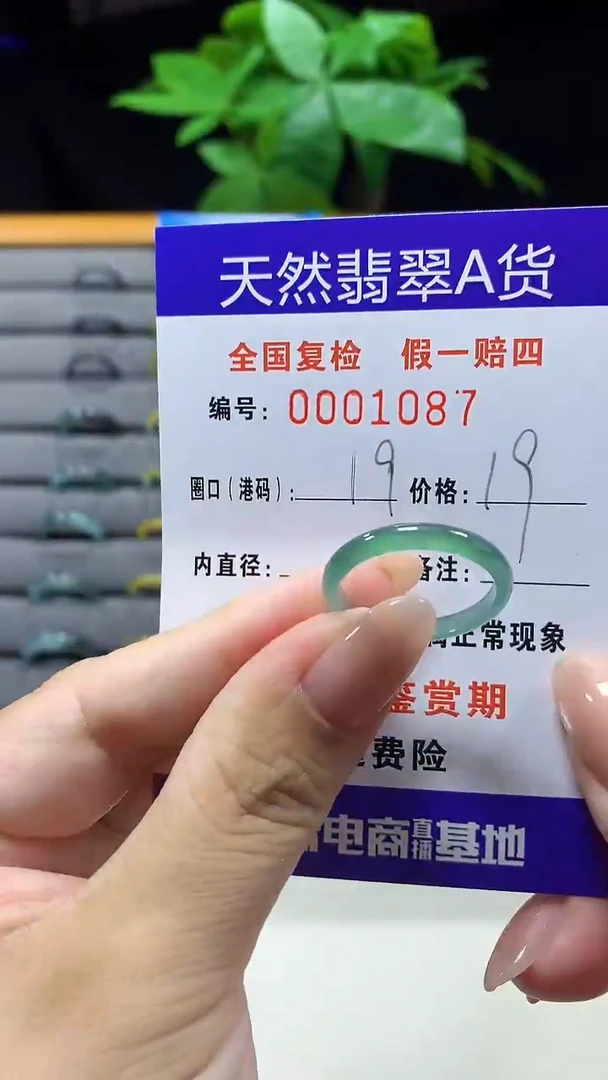 天然翡翠A货
全国复检 假一赔四
编号: 0001087
圈口(港码): 19 价格: 19
内直径: 备注:
正常现象
鉴赏期
费险
电商直播基地